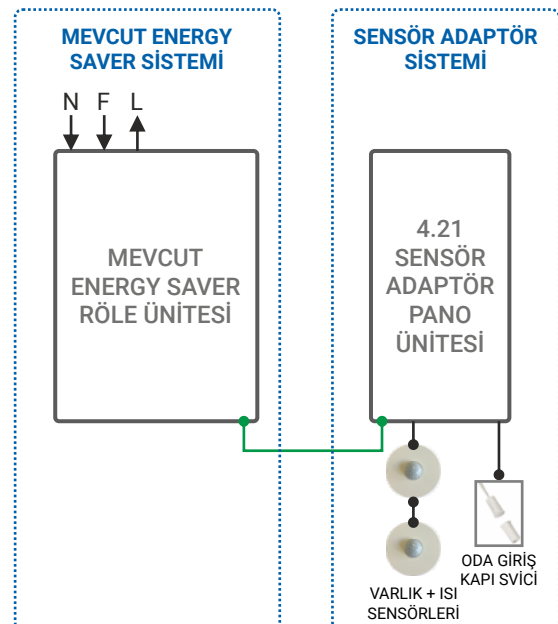 MEVCUT ENERGY
SAVER SİSTEMİ
N F L
MEVCUT
ENERGY SAVER
RÖLE ÜNİTESİ
SENSÖR ADAPTÖR
SİSTEMİ
4.21
SENSÖR
ADAPTÖR
PANO
ÜNİTESİ
VARLIK + ISI
SENSÖRLERİ
ODA GİRİŞ
KAPI SVİCİ